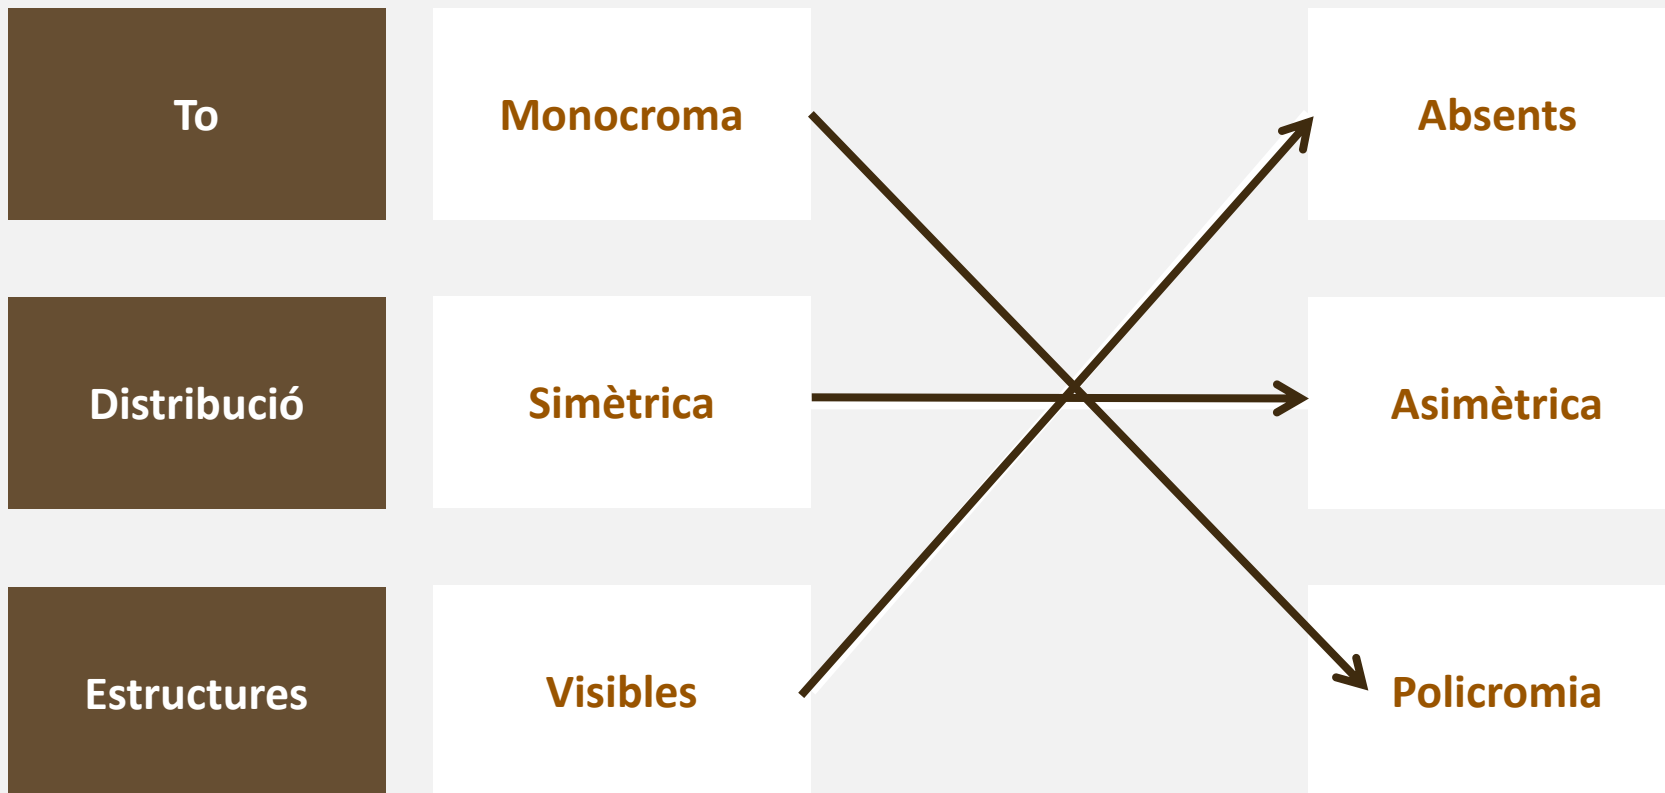 To
Monocroma
Absents
Distribució
Simètrica
Asimètrica
Estructures
Visibles
Policromia